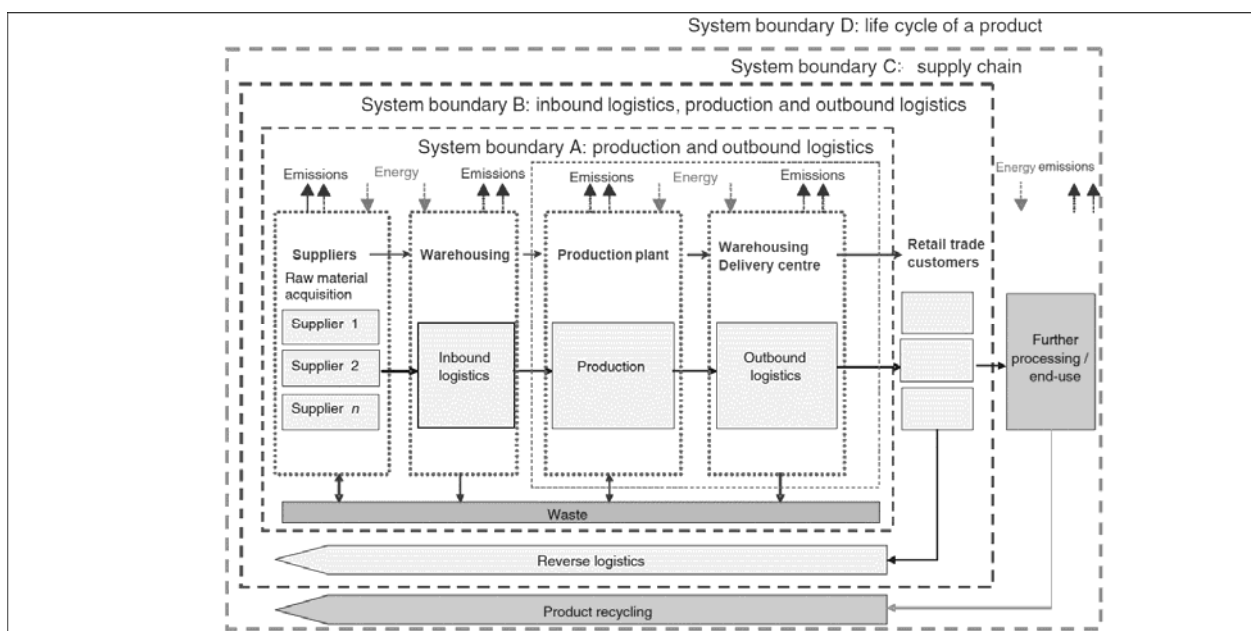 System boundary D: life cycle of a product
System boundary C: supply chain
System boundary B: inbound logistics, production and outbound logistics
System boundary A: production and outbound logistics
Emissions
Energy
Emissions
Emissions
Energy
Emissions
Energy emissions
Suppliers
Warehousing
Production plant
Warehousing
Delivery centre
Retail trade
customers
Raw material
acquisition
Supplier 1
Supplier 2
Supplier n
Inbound
logistics
Production
Outbound
logistics
Further
processing /
end-use
Waste
Reverse logistics
Product recycling